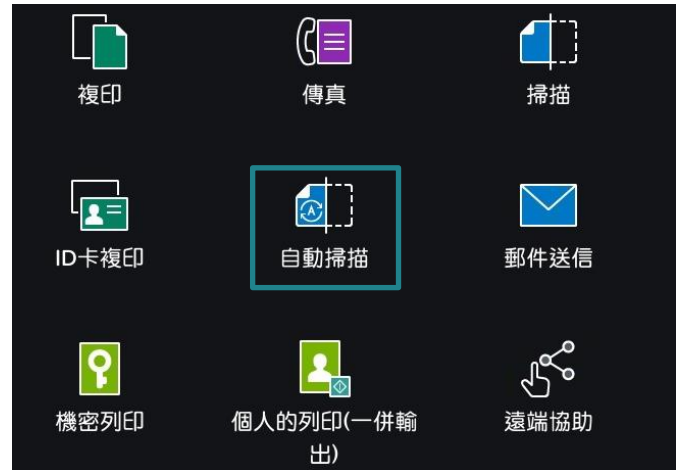 複印
傳真
掃描
ID卡複印
自動掃描
郵件送信
機密列印
個人的列印(一併輸
出)
遠端協助